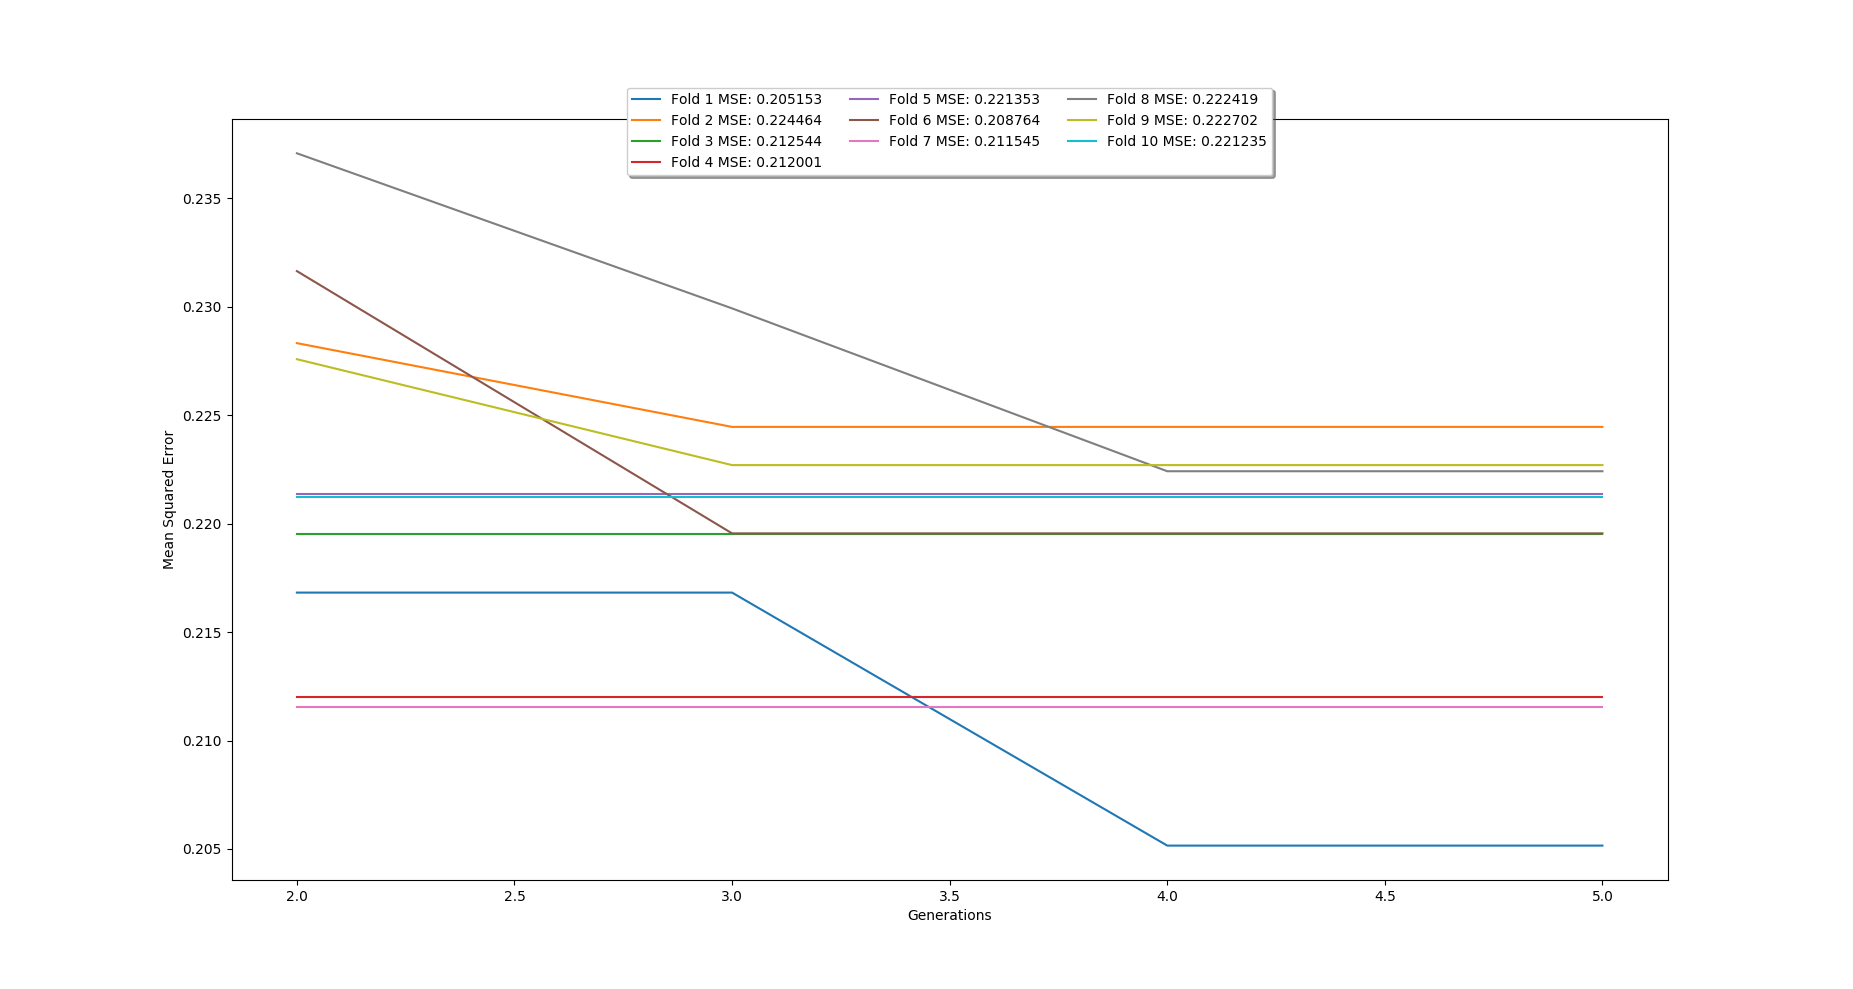 Fold 1 MSE: 0.205153
Fold 2 MSE: 0.224464
Fold 3 MSE: 0.212544
Fold 4 MSE: 0.212001
Fold 5 MSE: 0.221353
Fold 6 MSE: 0.208764
Fold 7 MSE: 0.211545
Fold 8 MSE: 0.222419
Fold 9 MSE: 0.222702
Fold 10 MSE: 0.221235
Mean Squared Error
0.235
0.230
0.225
0.220
0.215
0.210
0.205
2.0
2.5
3.0
3.5
4.0
4.5
5.0
Generations